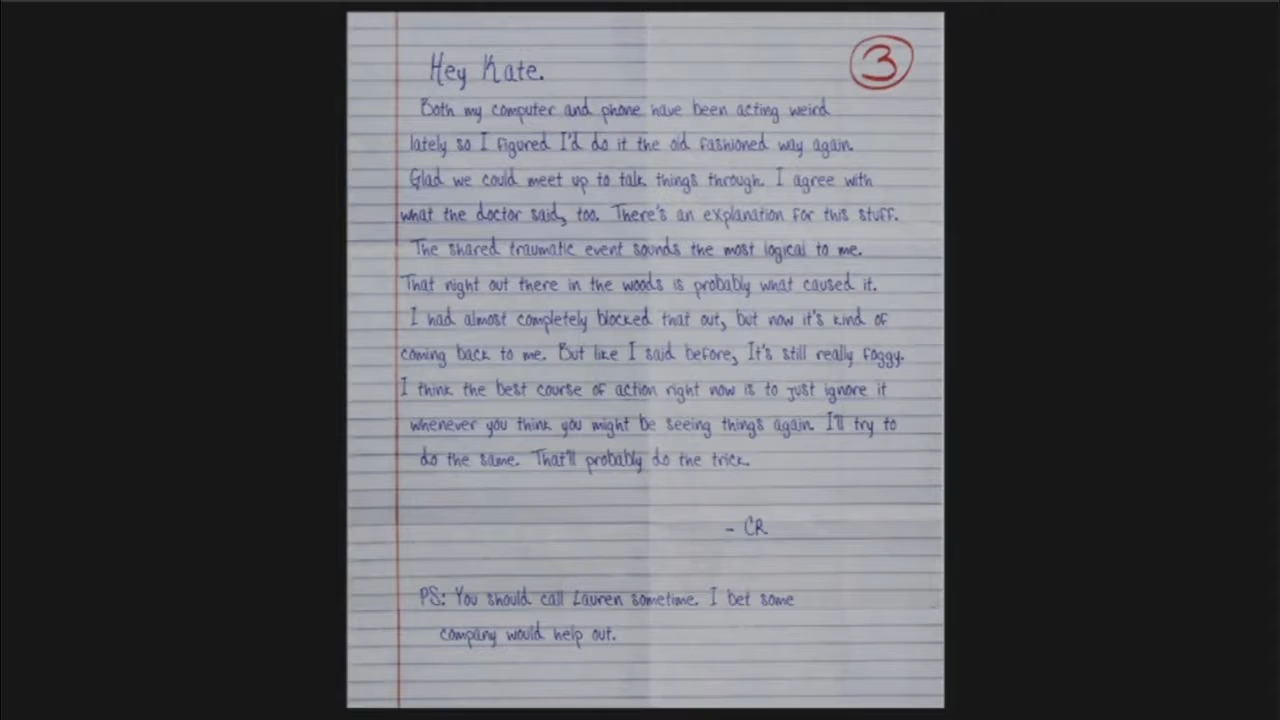 3
Hey Kate.
Both my computer and phone have been acting weird
lately so I figured I'd do it the old fashioned way again.
Glad we could meet up to talk things through. I agree with
what the doctor said, too. There's an explanation for this stuff.
The shared traumatic event sounds the most logical to me.
That night out there in the woods is probably what caused it.
I had almost completely blocked that out, but now it's kind of
coming back to me. But like I said before, It's still really foggy.
I think the best course of action right now is to just ignore it
whenever you think you might be seeing things again. I'll try to
do the same. That'll probably do the trick.
- CR
PS: You should call Lauren sometime. I bet some
company would help out.